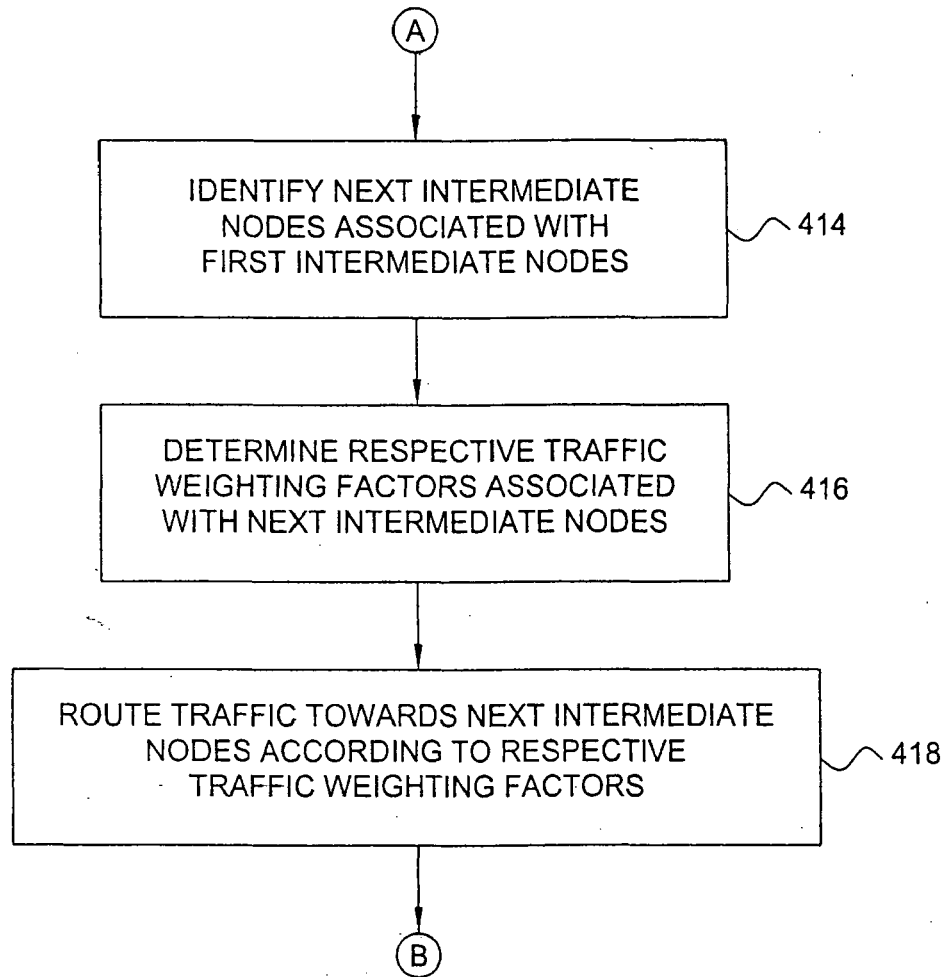 A
IDENTIFY NEXT INTERMEDIATE
NODES ASSOCIATED WITH
FIRST INTERMEDIATE NODES
414
DETERMINE RESPECTIVE TRAFFIC
WEIGHTING FACTORS ASSOCIATED
WITH NEXT INTERMEDIATE NODES
416
ROUTE TRAFFIC TOWARDS NEXT INTERMEDIATE
NODES ACCORDING TO RESPECTIVE
TRAFFIC WEIGHTING FACTORS
418
B